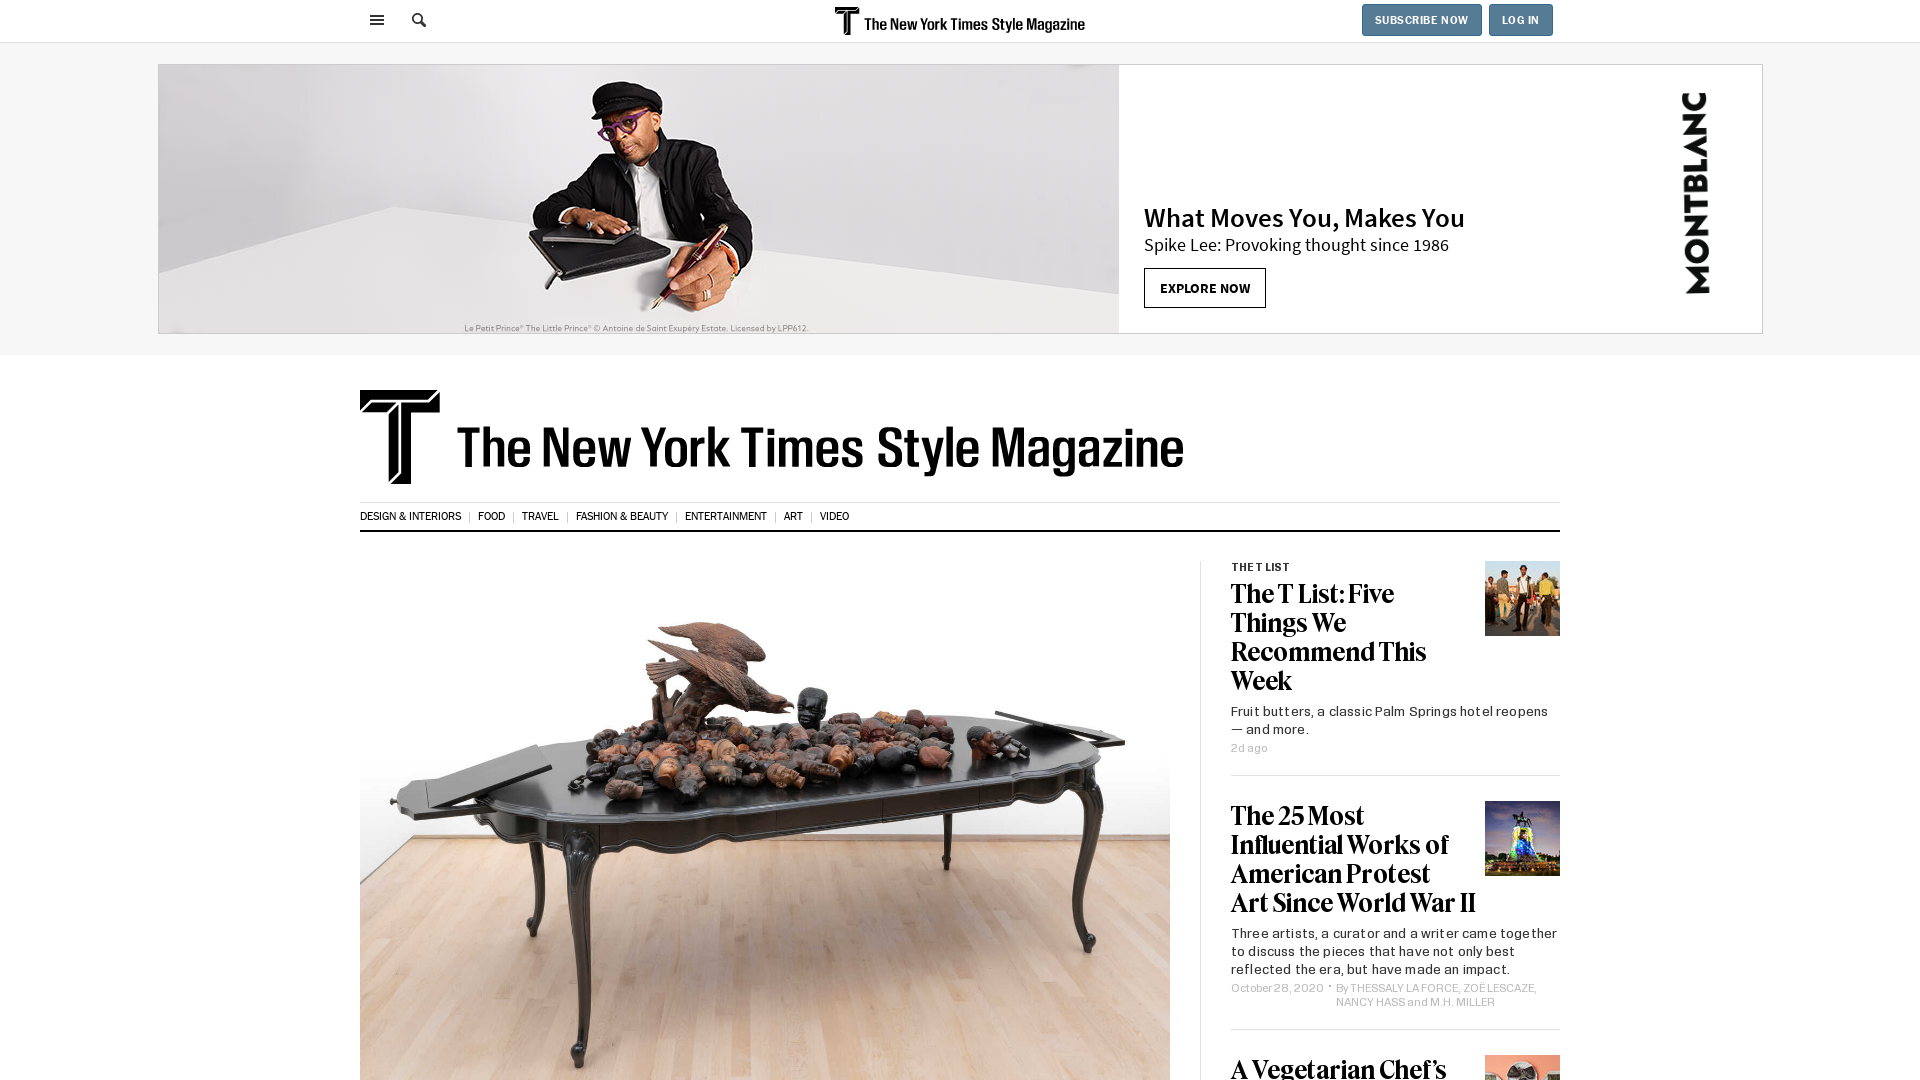 The New York Times Style Magazine
SUBSCRIBE NOW
LOG IN
What Moves You, Makes You
Spike Lee: Provoking thought since 1986
EXPLORE NOW
MONTBLANC
Le Petit Prince® The Little Prince® © Antoine de Saint Exupéry Estate. Licensed by LPP612.
T The New York Times Style Magazine
DESIGN & INTERIORS
FOOD
TRAVEL
FASHION & BEAUTY
ENTERTAINMENT
ART
VIDEO
THE T LIST
The T List: Five
Things We
Recommend This
Week
Fruit butters, a classic Palm Springs hotel reopens
— and more.
2d ago
The 25 Most
Influential Works of
American Protest
Art Since World War II
Three artists, a curator and a writer came together
to discuss the pieces that have not only best
reflected the era, but have made an impact.
October 28, 2020 · By THESSALY LA FORCE, ZOË LESCAZE,
NANCY HASS and M.H. MILLER
A Vegetarian Chef's